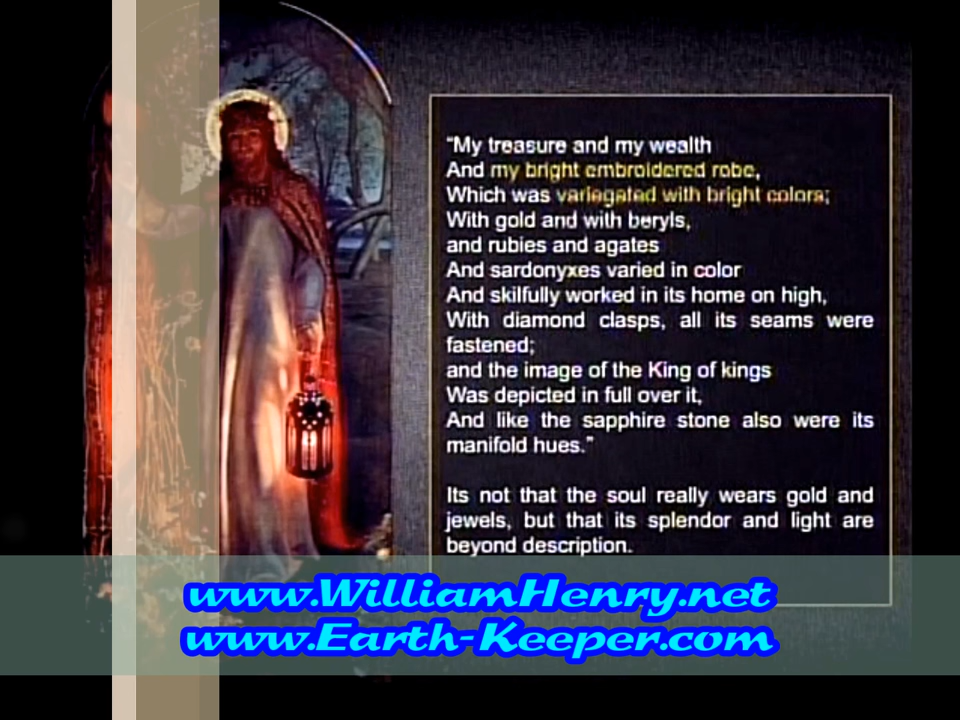 “My treasure and my wealth
And my bright embroidered robe,
Which was variegated with bright colors;
With gold and with beryls,
and rubies and agates
And sardonyxes varied in color
And skilfully worked in its home on high,
With diamond clasps, all its seams were
fastened;
and the image of the King of kings
Was depicted in full over it,
And like the sapphire stone also were its
manifold hues.”
Its not that the soul really wears gold and
jewels, but that its splendor and light are
beyond description.
www.WilliamHenry.net
www.Earth-Keeper.com